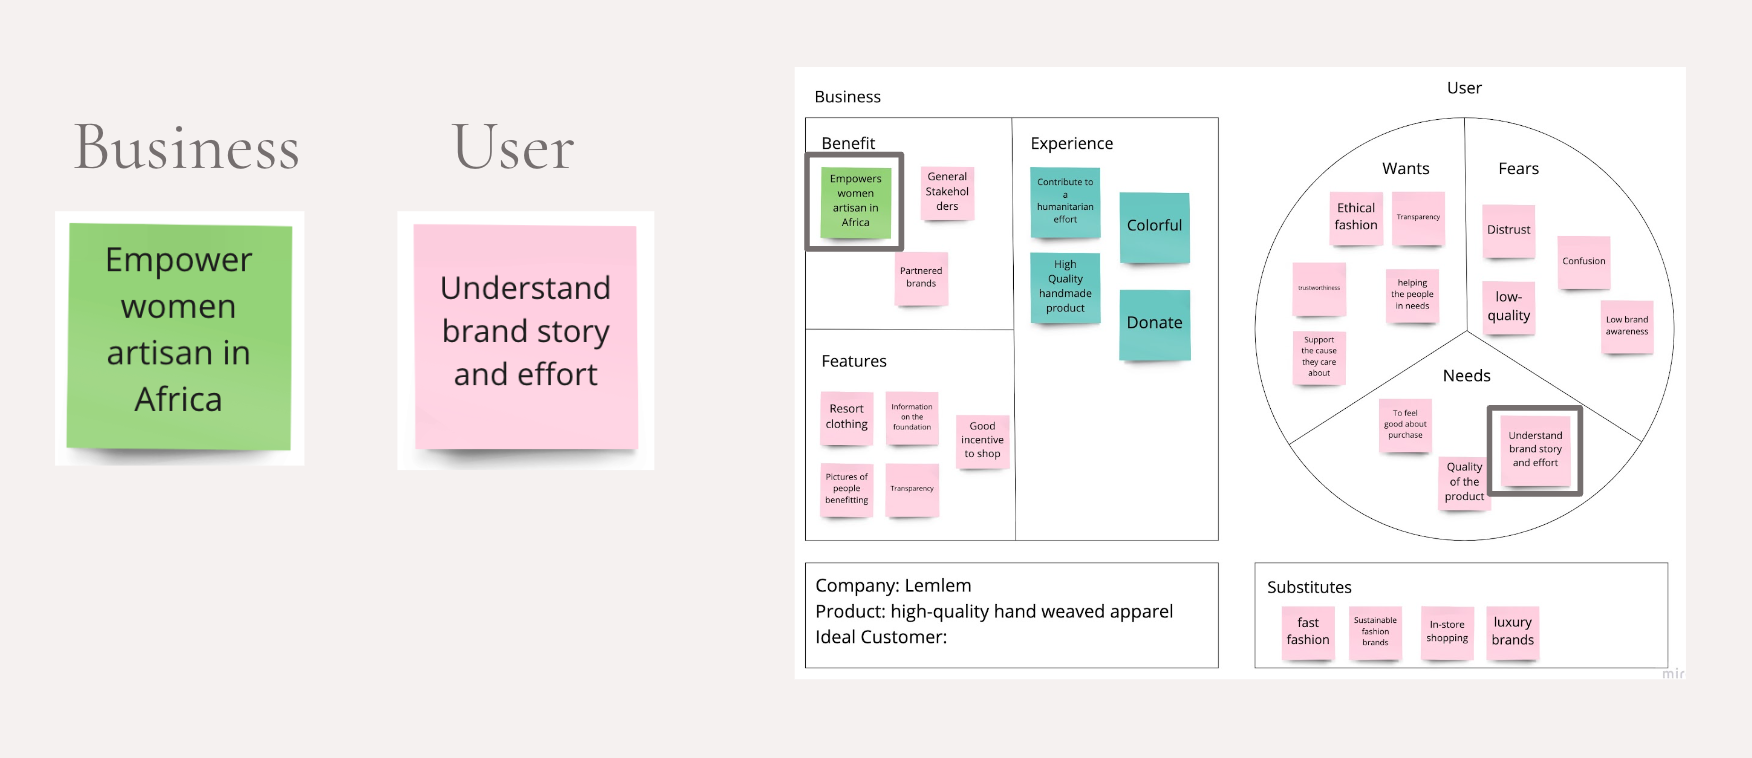 Business
User
Empower
women
artisan in
Africa
Understand
brand story
and effort
Business
Benefit
Empowers
women
artisan in
Africa
General
Stakehol
ders
Partnered
brands
Experience
Contribute to
a
humanitarian
effort
Colorful
High
Quality
handmade
product
Donate
Features
Resort
clothing
Information
on the
foundation
Good
incentive
to shop
Pictures of
people
benefitting
Transparency
Company: Lemlem
Product: high-quality hand weaved apparel
Ideal Customer:
User
Wants
Ethical
fashion
Transparency
trustworthiness
helping
the people
in needs
Support
the cause
they care
about
Fears
Distrust
Confusion
low-
quality
Low brand
awareness
Needs
To feel
good about
purchase
Understand
brand story
and effort
Quality
of the
product
Substitutes
fast
fashion
Sustainable
fashion
brands
In-store
shopping
luxury
brands
mir